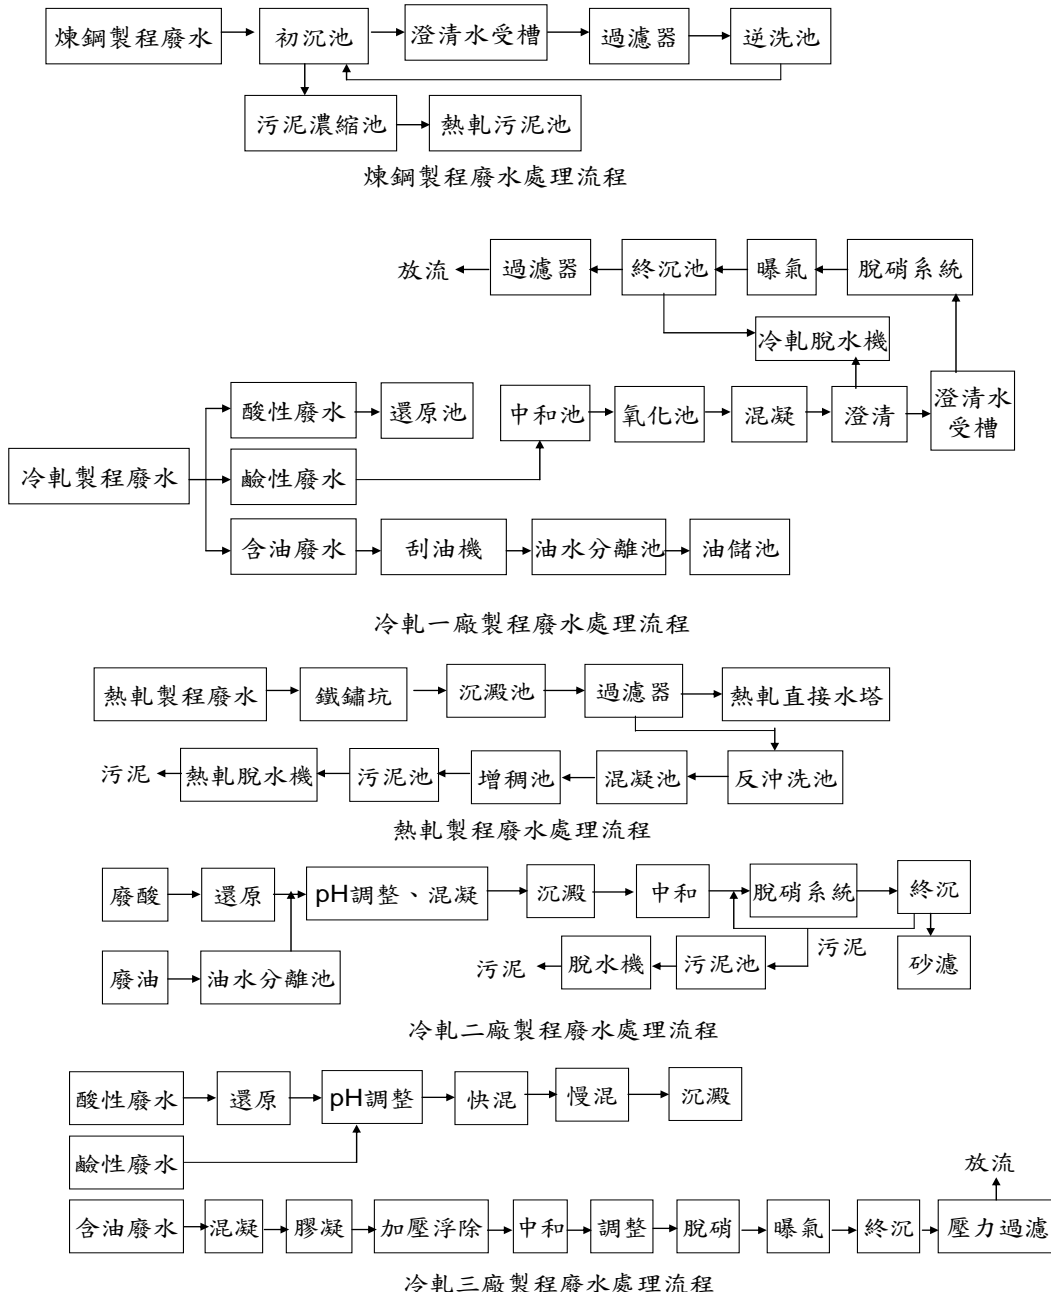 煉鋼製程廢水 初沉池 澄清水受槽 過濾器 逆洗池
污泥濃縮池 熱軋污泥池
煉鋼製程廢水處理流程
放流 過濾器 終沉池 曝氣 脫硝系統
冷軋脫水機
酸性廢水 還原池 中和池 氧化池 混凝 澄清 澄清水
受槽
冷軋製程廢水 鹼性廢水
含油廢水 刮油機 油水分離池 油儲池
冷軋一廠製程廢水處理流程
熱軋製程廢水 鐵鏽坑 沉澱池 過濾器 熱軋直接水塔
污泥 熱軋脫水機 污泥池 增稠池 混凝池 反沖洗池
熱軋製程廢水處理流程
廢酸 還原 pH調整、混凝 沉澱 中和 脫硝系統 終沉
污泥
廢油 油水分離池 污泥 脫水機 污泥池 砂濾
冷軋二廠製程廢水處理流程
酸性廢水 還原 pH調整 快混 慢混 沉澱
鹼性廢水
放流
含油廢水 混凝 膠凝 加壓浮除 中和 調整 脫硝 曝氣 終沉 壓力過濾
冷軋三廠製程廢水處理流程